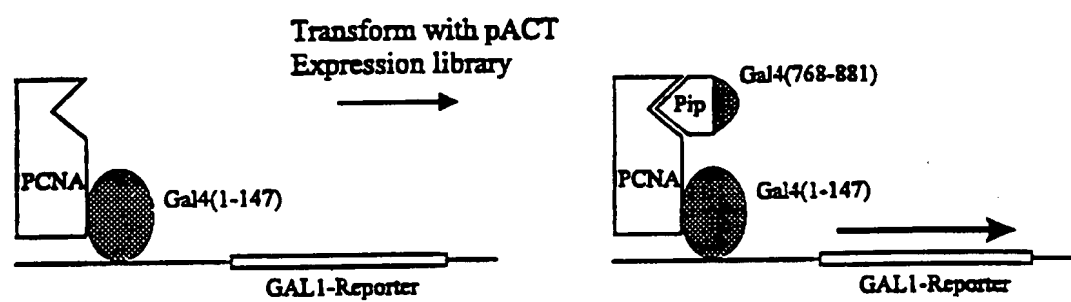 Transform with pACT
Expression library
Gal4(768-881)
Pip
PCNA
Gal4(1-147)
PCNA
Gal4(1-147)
GAL1-Reporter
GAL1-Reporter